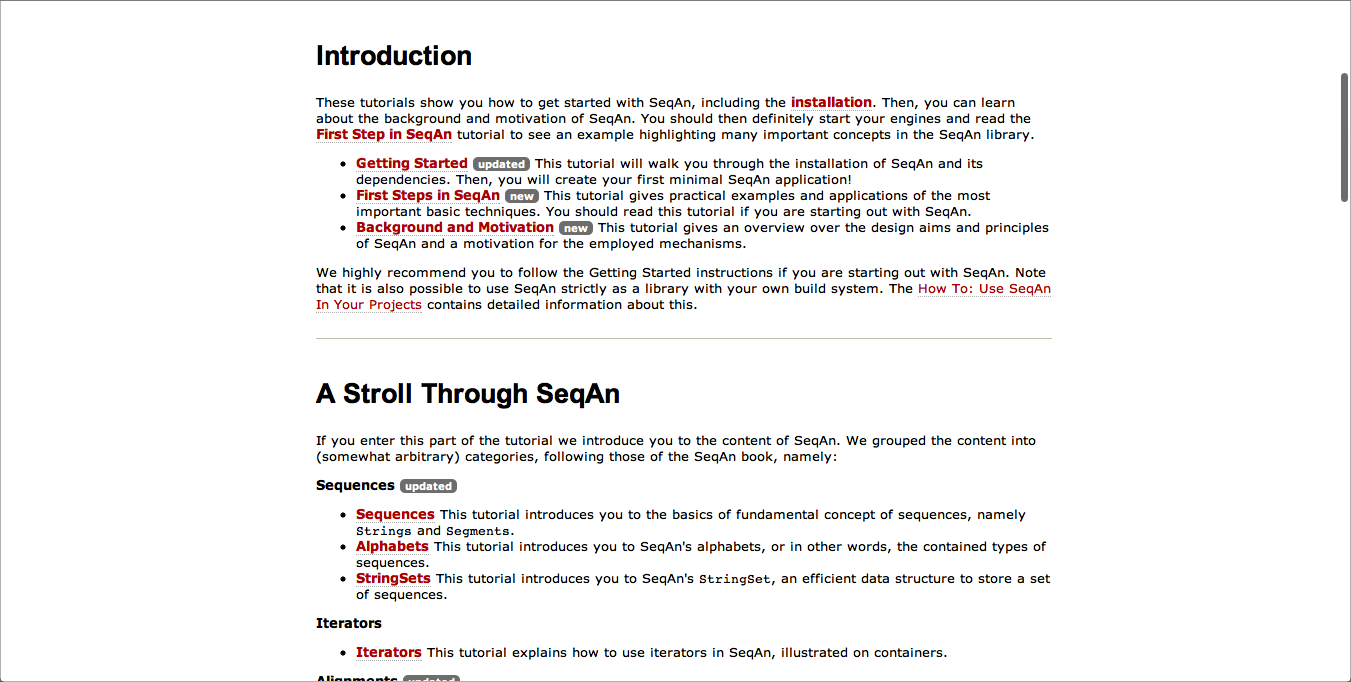 Introduction
These tutorials show you how to get started with SeqAn, including the installation. Then, you can learn
about the background and motivation of SeqAn. You should then definitely start your engines and read the
First Step in SeqAn tutorial to see an example highlighting many important concepts in the SeqAn library.
• Getting Started updated This tutorial will walk you through the installation of SeqAn and its
dependencies. Then, you will create your first minimal SeqAn application!
• First Steps in SeqAn new This tutorial gives practical examples and applications of the most
important basic techniques. You should read this tutorial if you are starting out with SeqAn.
• Background and Motivation new This tutorial gives an overview over the design aims and principles
of SeqAn and a motivation for the employed mechanisms.
We highly recommend you to follow the Getting Started instructions if you are starting out with SeqAn. Note
that it is also possible to use SeqAn strictly as a library with your own build system. The How To: Use SeqAn
In Your Projects contains detailed information about this.
A Stroll Through SeqAn
If you enter this part of the tutorial we introduce you to the content of SeqAn. We grouped the content into
(somewhat arbitrary) categories, following those of the SeqAn book, namely:
Sequences updated
• Sequences This tutorial introduces you to the basics of fundamental concept of sequences, namely
Strings and Segments.
• Alphabets This tutorial introduces you to SeqAn's alphabets, or in other words, the contained types of
sequences.
• StringSets This tutorial introduces you to SeqAn's StringSet, an efficient data structure to store a set
of sequences.
Iterators
• Iterators This tutorial explains how to use iterators in SeqAn, illustrated on containers.
Alignments updated